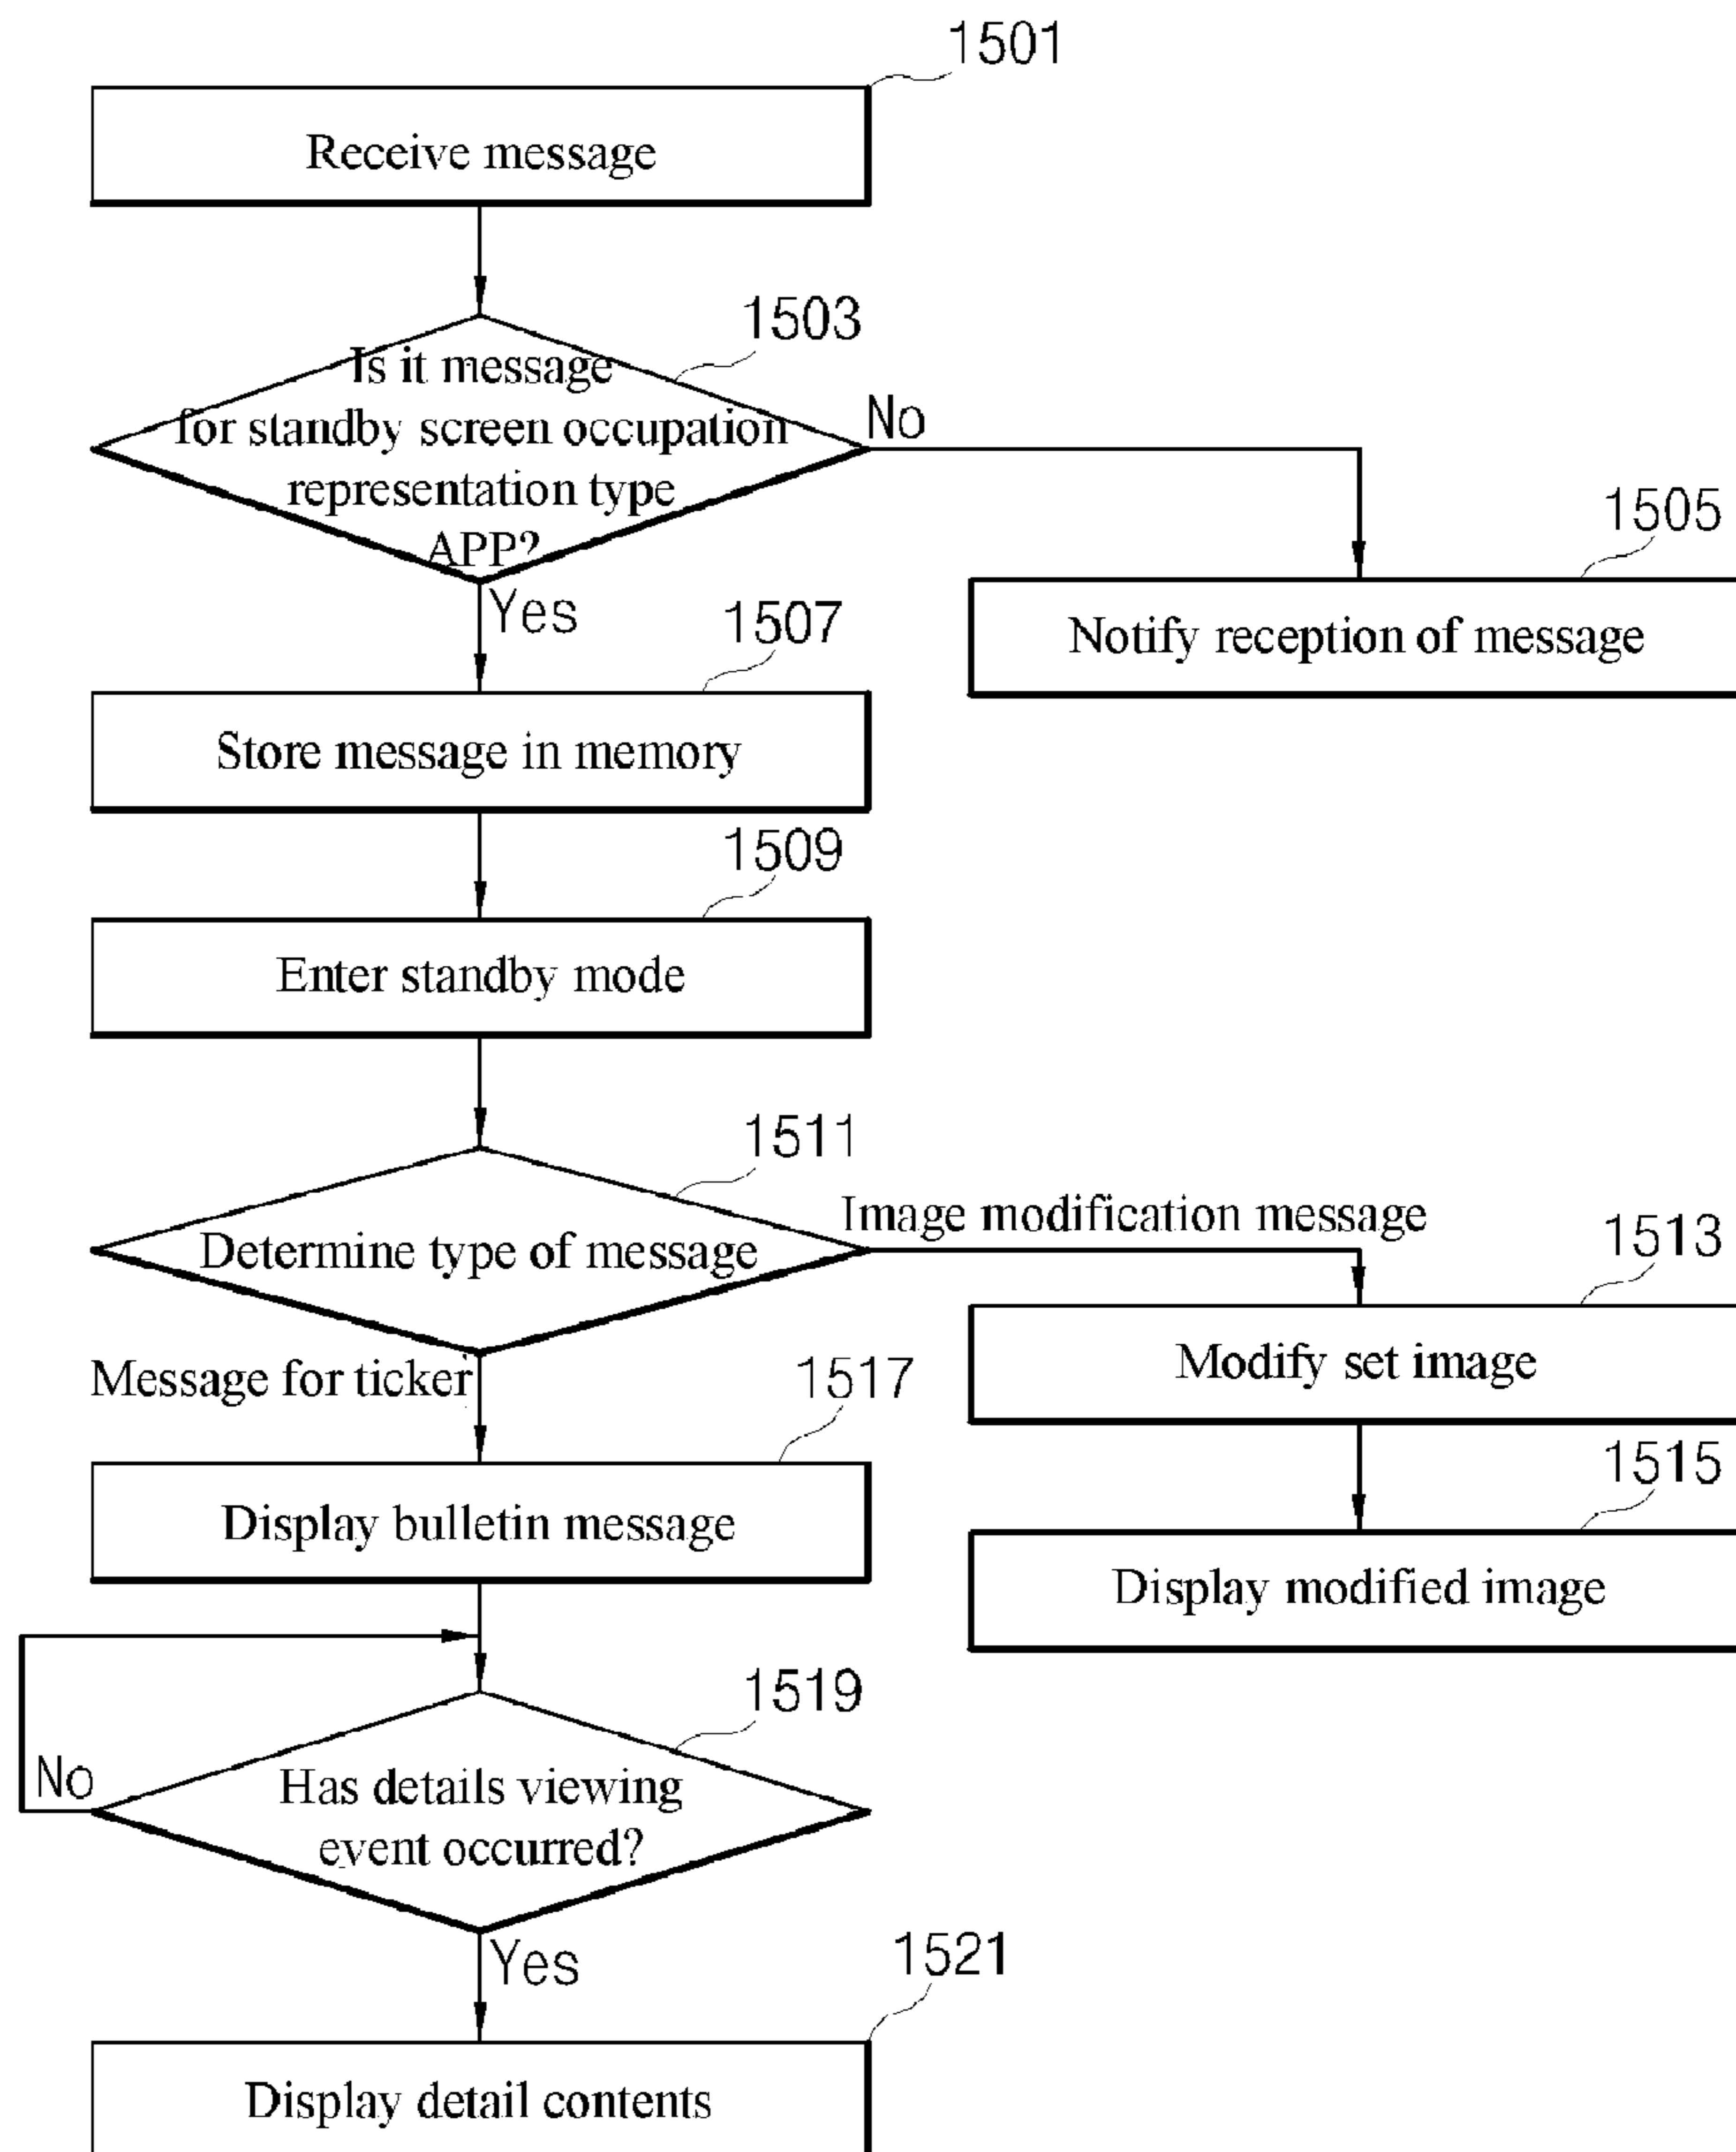 1501
Receive message
1503
Is it message
for standby screen occupation
representation type
APP?
No
1505
Notify reception of message
Yes
1507
Store message in memory
1509
Enter standby mode
1511
Determine type of message
Image modification message
1513
Modify set image
Message for ticker
1517
Display bulletin message
1515
Display modified image
1519
Has details viewing
event occurred?
No
Yes
1521
Display detail contents